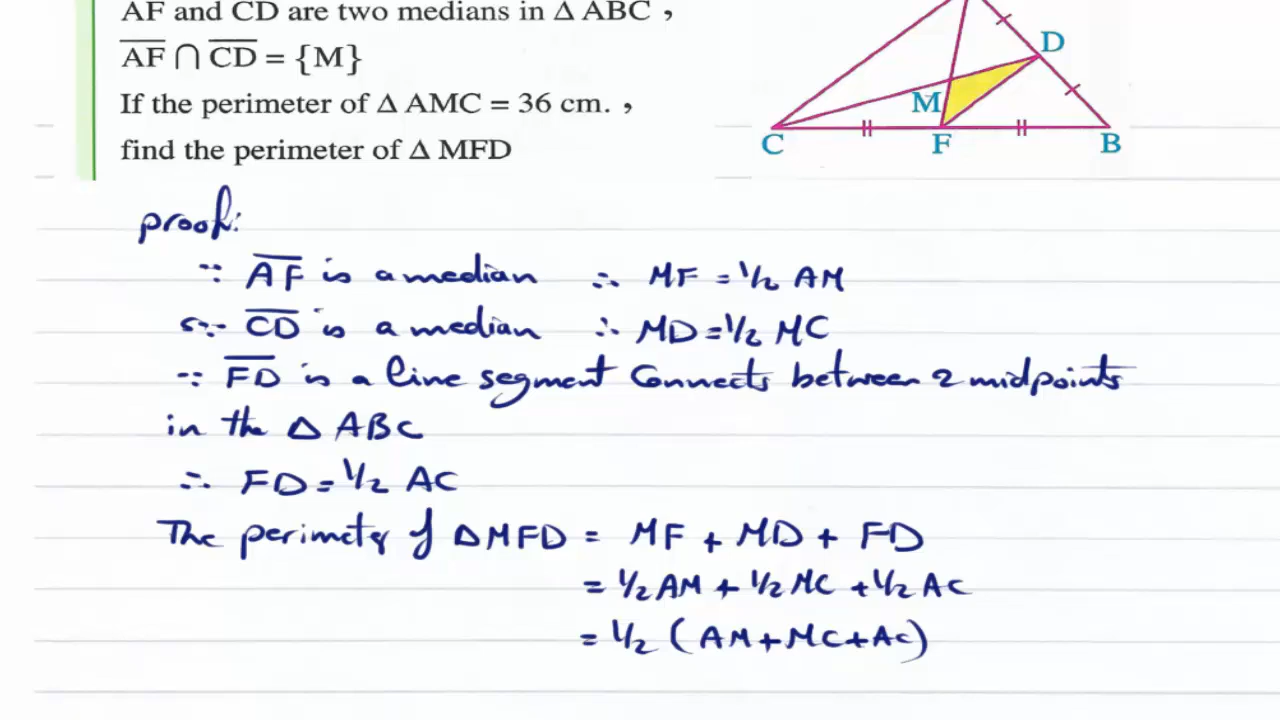 AF and CD are two medians in Δ ABC ,
AF ∩ CD = {M}
If the perimeter of Δ AMC = 36 cm. ,
find the perimeter of Δ MFD
D
M
C
F
B
proof:
∵ AF is a median ∴ MF = 1/2 AM
∵ CD is a median ∴ MD = 1/2 MC
∵ FD is a line segment connects between 2 midpoints
in the Δ ABC
∴ FD = 1/2 AC
The perimeter of ΔMFD = MF + MD + FD
= 1/2 AM + 1/2 MC + 1/2 AC
= 1/2 (AM + MC + AC)